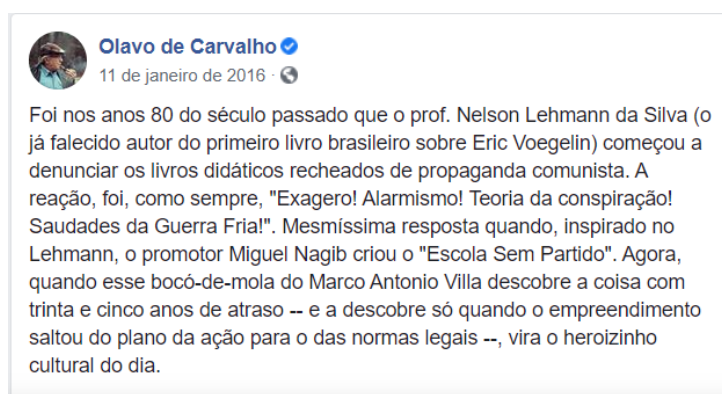 Olavo de Carvalho
11 de janeiro de 2016 ·
Foi nos anos 80 do século passado que o prof. Nelson Lehmann da Silva (o
já falecido autor do primeiro livro brasileiro sobre Eric Voegelin) começou a
denunciar os livros didáticos recheados de propaganda comunista. A
reação, foi, como sempre, "Exagero! Alarmismo! Teoria da conspiração!
Saudades da Guerra Fria!". Mesmíssima resposta quando, inspirado no
Lehmann, o promotor Miguel Nagib criou o "Escola Sem Partido". Agora,
quando esse bocó-de-mola do Marco Antonio Villa descobre a coisa com
trinta e cinco anos de atraso -- e a descobre só quando o empreendimento
saltou do plano da ação para o das normas legais --, vira o heroizinho
cultural do dia.